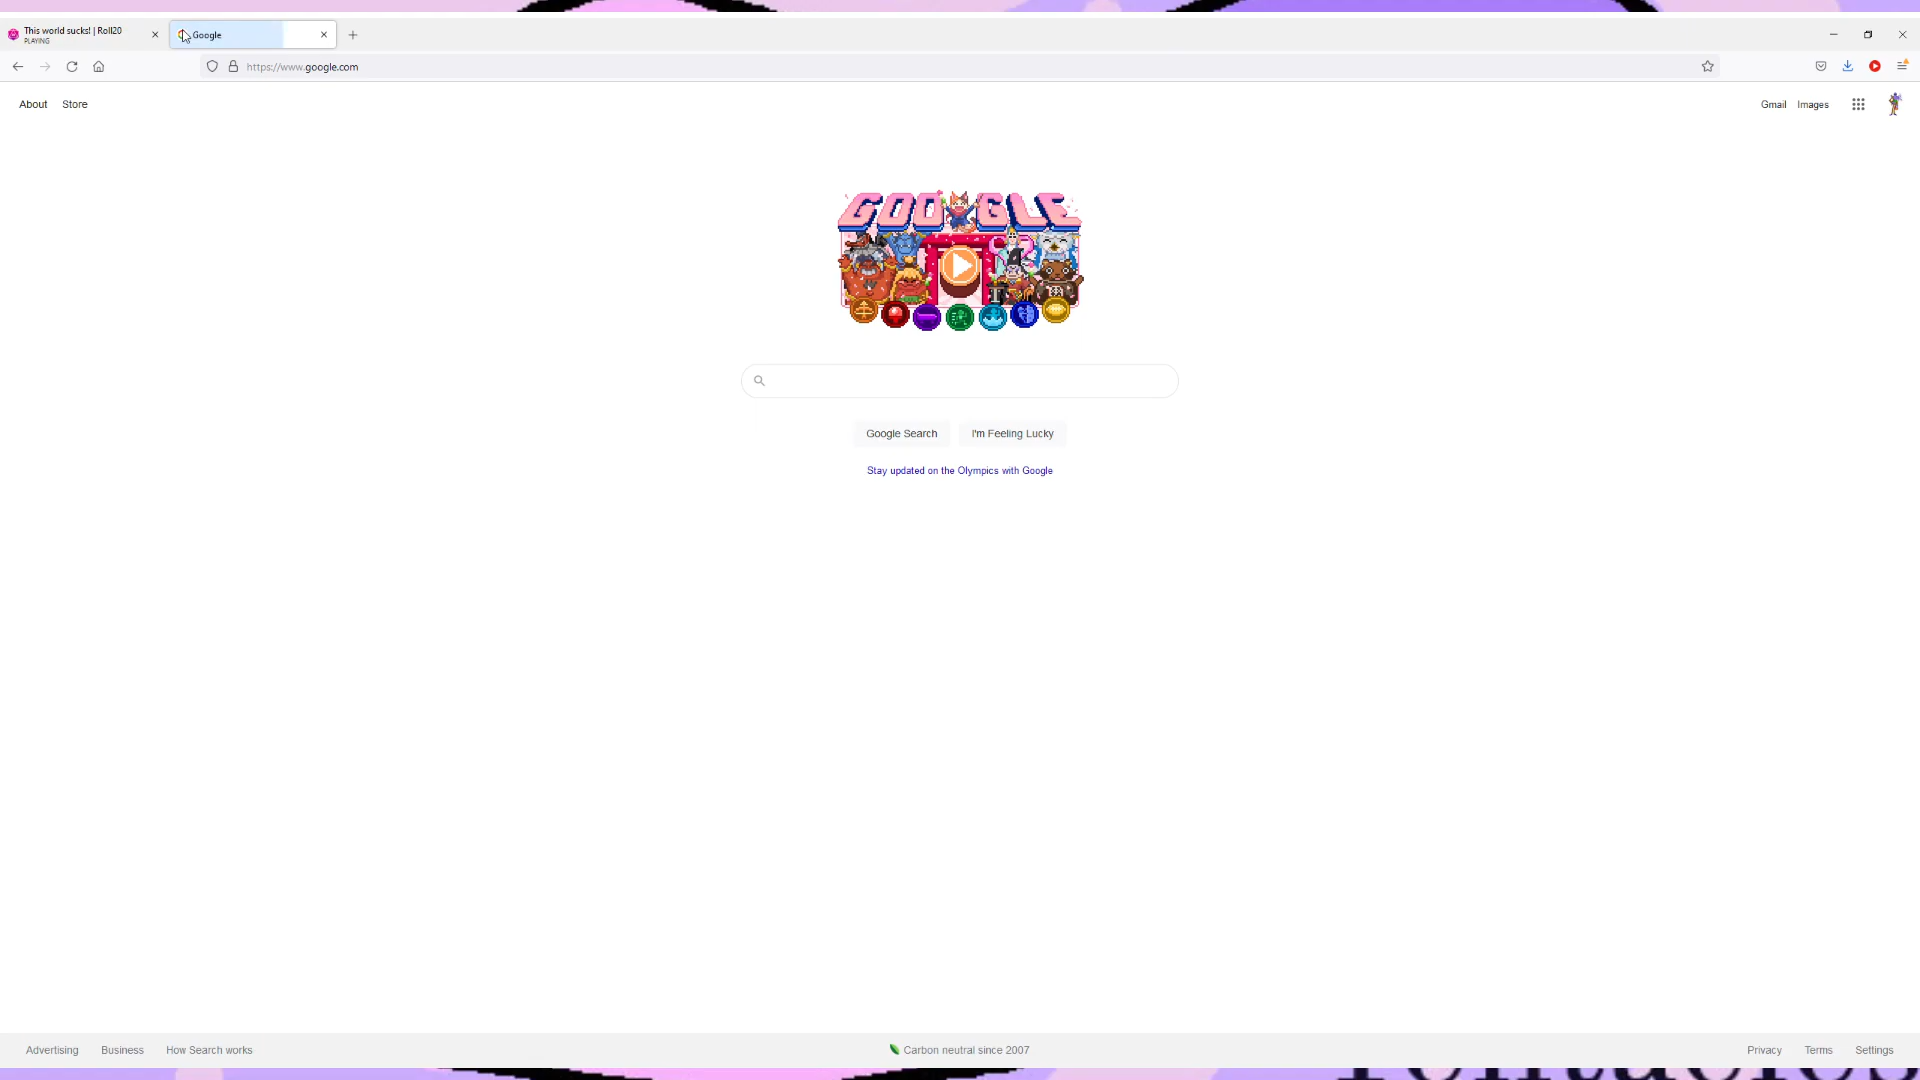 This world sucks! | Roll20
PLAYING
Google
https://www.google.com
About Store
Gmail Images
GOOGLE
Google Search I'm Feeling Lucky
Stay updated on the Olympics with Google
Advertising Business How Search works
Carbon neutral since 2007
Privacy Terms Settings